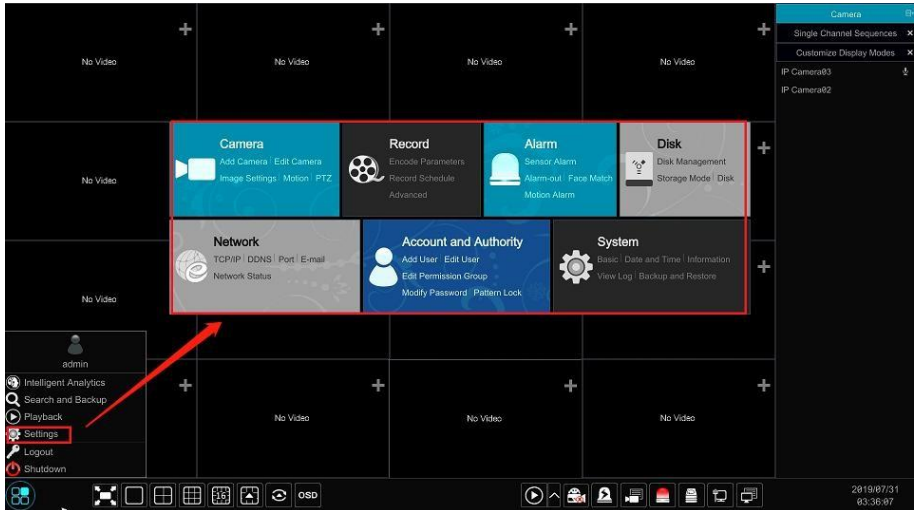 No Video
No Video
No Video
No Video
Camera
Single Channel Sequences
Customize Display Modes
IP Camera03
IP Camera02
No Video
No Video
Camera
Add Camera Edit Camera
Image Settings Motion PTZ
Record
Encode Parameters
Record Schedule
Advanced
Alarm
Sensor Alarm
Alarm-out Face Match
Motion Alarm
Disk
Disk Management
Storage Mode Disk
Network
TCP/IP DDNS Port E-mail
Network Status
Account and Authority
Add User Edit User
Edit Permission Group
Modify Password Pattern Lock
System
Basic Date and Time Information
View Log Backup and Restore
admin
Intelligent Analytics
Search and Backup
Playback
Settings
Logout
Shutdown
No Video
No Video
No Video
16
OSD
2019/07/31
03:36:07